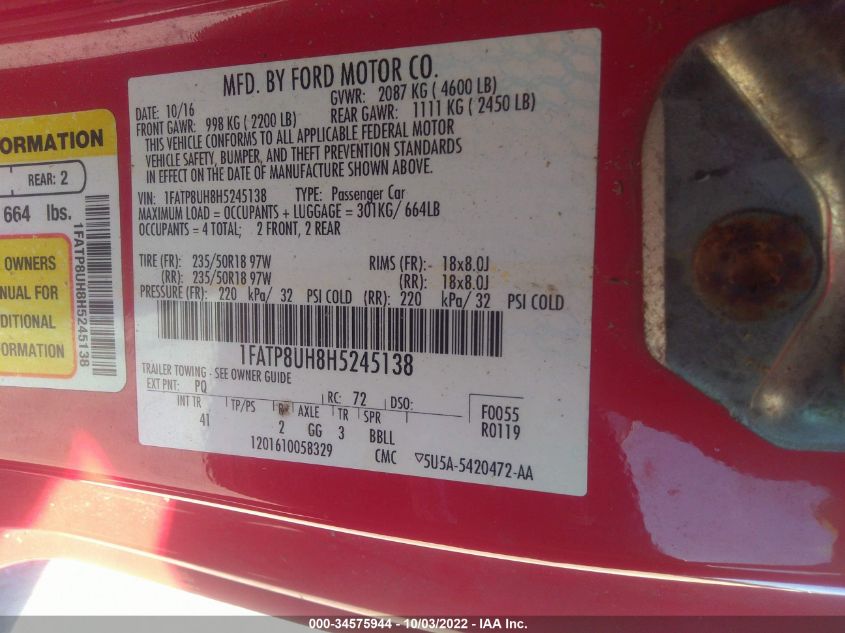 ORMATION
REAR: 2
664 lbs.
OWNERS
NUAL FOR
DITIONAL
FORMATION
1FATP8UH8H5245138
MFD. BY FORD MOTOR CO.
DATE: 10/16 GVWR: 2087 KG ( 4600 LB)
FRONT GAWR: 998 KG ( 2200 LB) REAR GAWR: 1111 KG ( 2450 LB)
THIS VEHICLE CONFORMS TO ALL APPLICABLE FEDERAL MOTOR
VEHICLE SAFETY, BUMPER, AND THEFT PREVENTION STANDARDS
IN EFFECT ON THE DATE OF MANUFACTURE SHOWN ABOVE.
VIN: 1FATP8UH8H5245138 TYPE: Passenger Car
MAXIMUM LOAD = OCCUPANTS + LUGGAGE = 301KG/ 664LB
OCCUPANTS = 4 TOTAL; 2 FRONT, 2 REAR
TIRE (FR): 235/50R18 97W RIMS (FR): 18x8.0J
(RR): 235/50R18 97W (RR): 18x8.0J
PRESSURE (FR): 220 kPa/ 32 PSI COLD (RR): 220 kPa/ 32 PSI COLD
1FATP8UH8H5245138
TRAILER TOWING - SEE OWNER GUIDE
EXT PNT: PQ RC: 72 DSO: F0055
INT TR TP/PS R AXLE TR SPR R0119
41 2 GG 3 BBLL
1201610058329 CMC ▽5U5A-5420472-AA
000-34575944 - 10/03/2022 - IAA Inc.